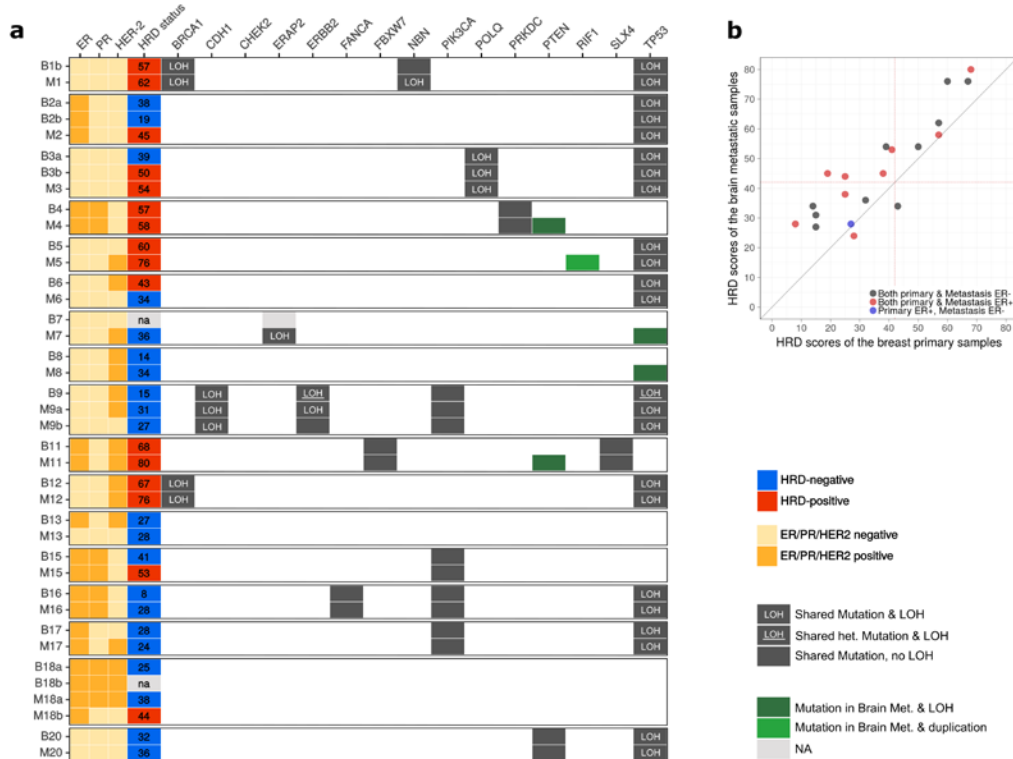 a
ER PR HER-2 HRD status BRCA1 CDH1 CHEK2 EPAP2 ERBB2 FANCA FBXW7 NBN PIK3CA POLQ PRKDC PTEN RIF1 SLX4 TP53
B1b 57 LOH LOH
M1 62 LOH LOH LOH
B2a 38 LOH
B2b 19 LOH
M2 45 LOH
B3a 39 LOH LOH
B3b 50 LOH LOH
M3 54 LOH LOH
B4 57
M4 58
B5 60 LOH
M5 76 LOH
B6 43 LOH
M6 34 LOH
B7 na
M7 36 LOH
B8 14
M8 34
B9 15 LOH LOH LOH
M9a 31 LOH LOH LOH
M9b 27 LOH LOH
B11 68
M11 80
B12 67 LOH LOH
M12 76 LOH LOH
B13 27
M13 28
B15 41
M15 53
B16 8 LOH
M16 28 LOH
B17 28 LOH
M17 24 LOH
B18a 25
B18b na
M18a 38
M18b 44
B20 32 LOH
M20 36 LOH
b
HRD scores of the brain metastatic samples
80
70
60
50
40
30
20
10
0
Both primary & Metastasis ER-
Both primary & Metastasis ER+
Primary ER+, Metastasis ER-
0 10 20 30 40 50 60 70 80
HRD scores of the breast primary samples
HRD-negative
HRD-positive
ER/PR/HER2 negative
ER/PR/HER2 positive
LOH Shared Mutation & LOH
LOH Shared het. Mutation & LOH
Shared Mutation, no LOH
Mutation in Brain Met. & LOH
Mutation in Brain Met. & duplication
NA